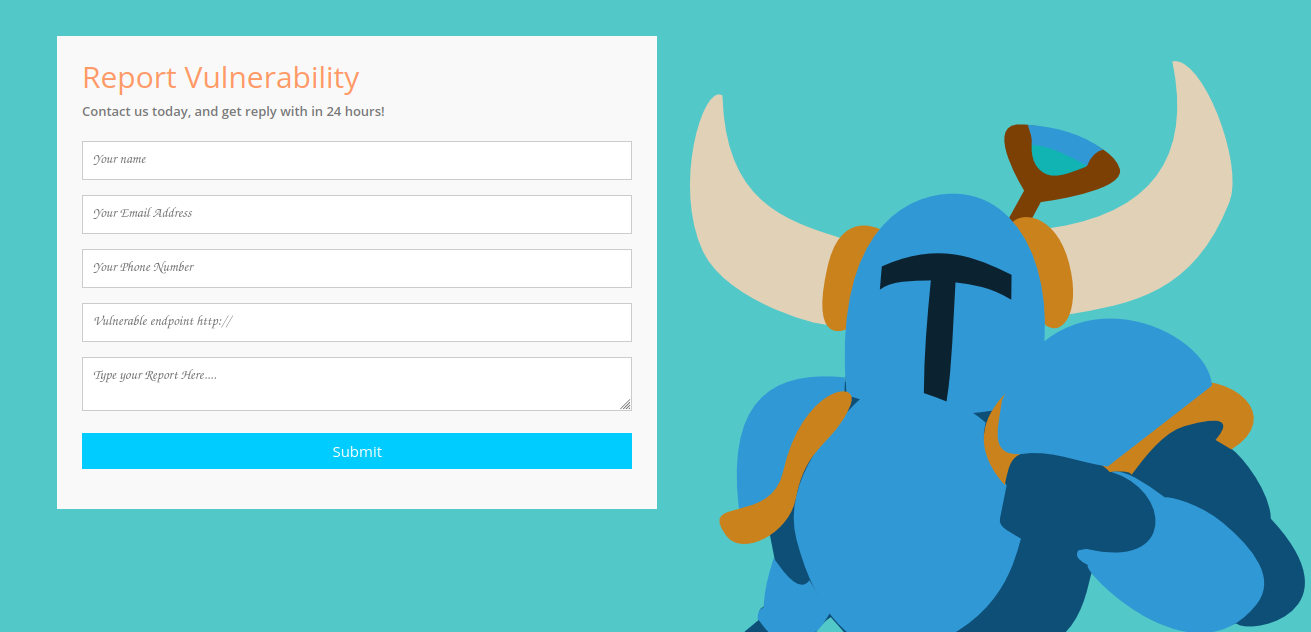 Report Vulnerability
Contact us today, and get reply with in 24 hours!
Your name
Your Email Address
Your Phone Number
Vulnerable endpoint http://
Type your Report Here....
Submit